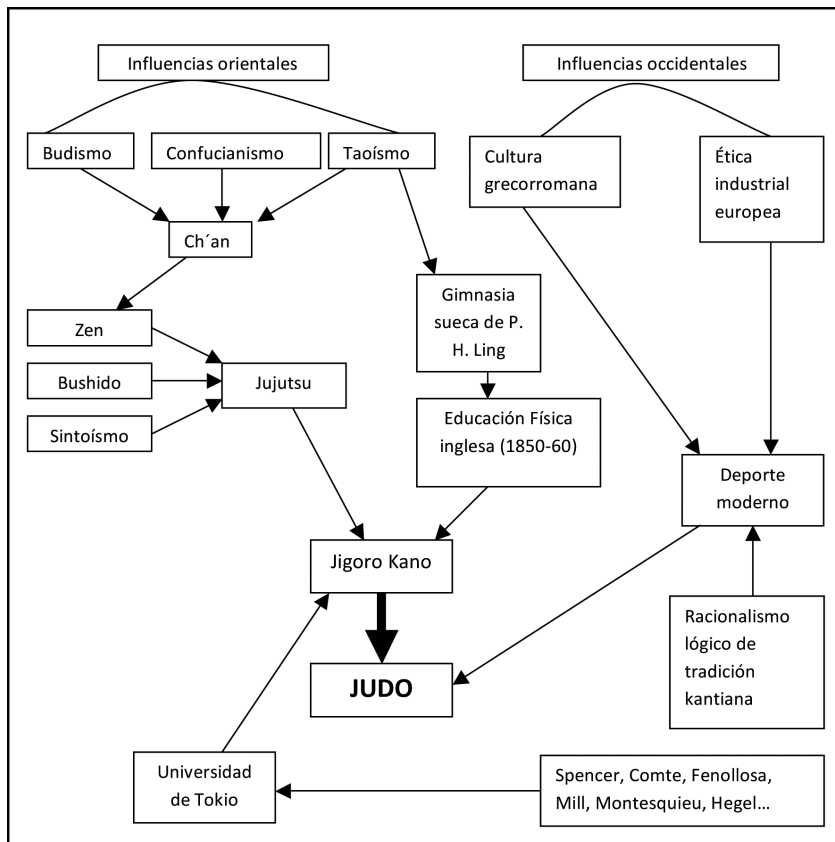 Influencias orientales
Influencias occidentales
Budismo
Confucianismo
Taoísmo
Cultura
grecorromana
Ética
industrial
europea
Ch´an
Gimnasia
sueca de P.
H. Ling
Zen
Bushido
Jujutsu
Sintoísmo
Educación Física
inglesa (1850-60)
Deporte
moderno
Jigoro Kano
Racionalismo
lógico de
tradición
kantiana
JUDO
Universidad
de Tokio
Spencer, Comte, Fenollosa,
Mill, Montesquieu, Hegel...